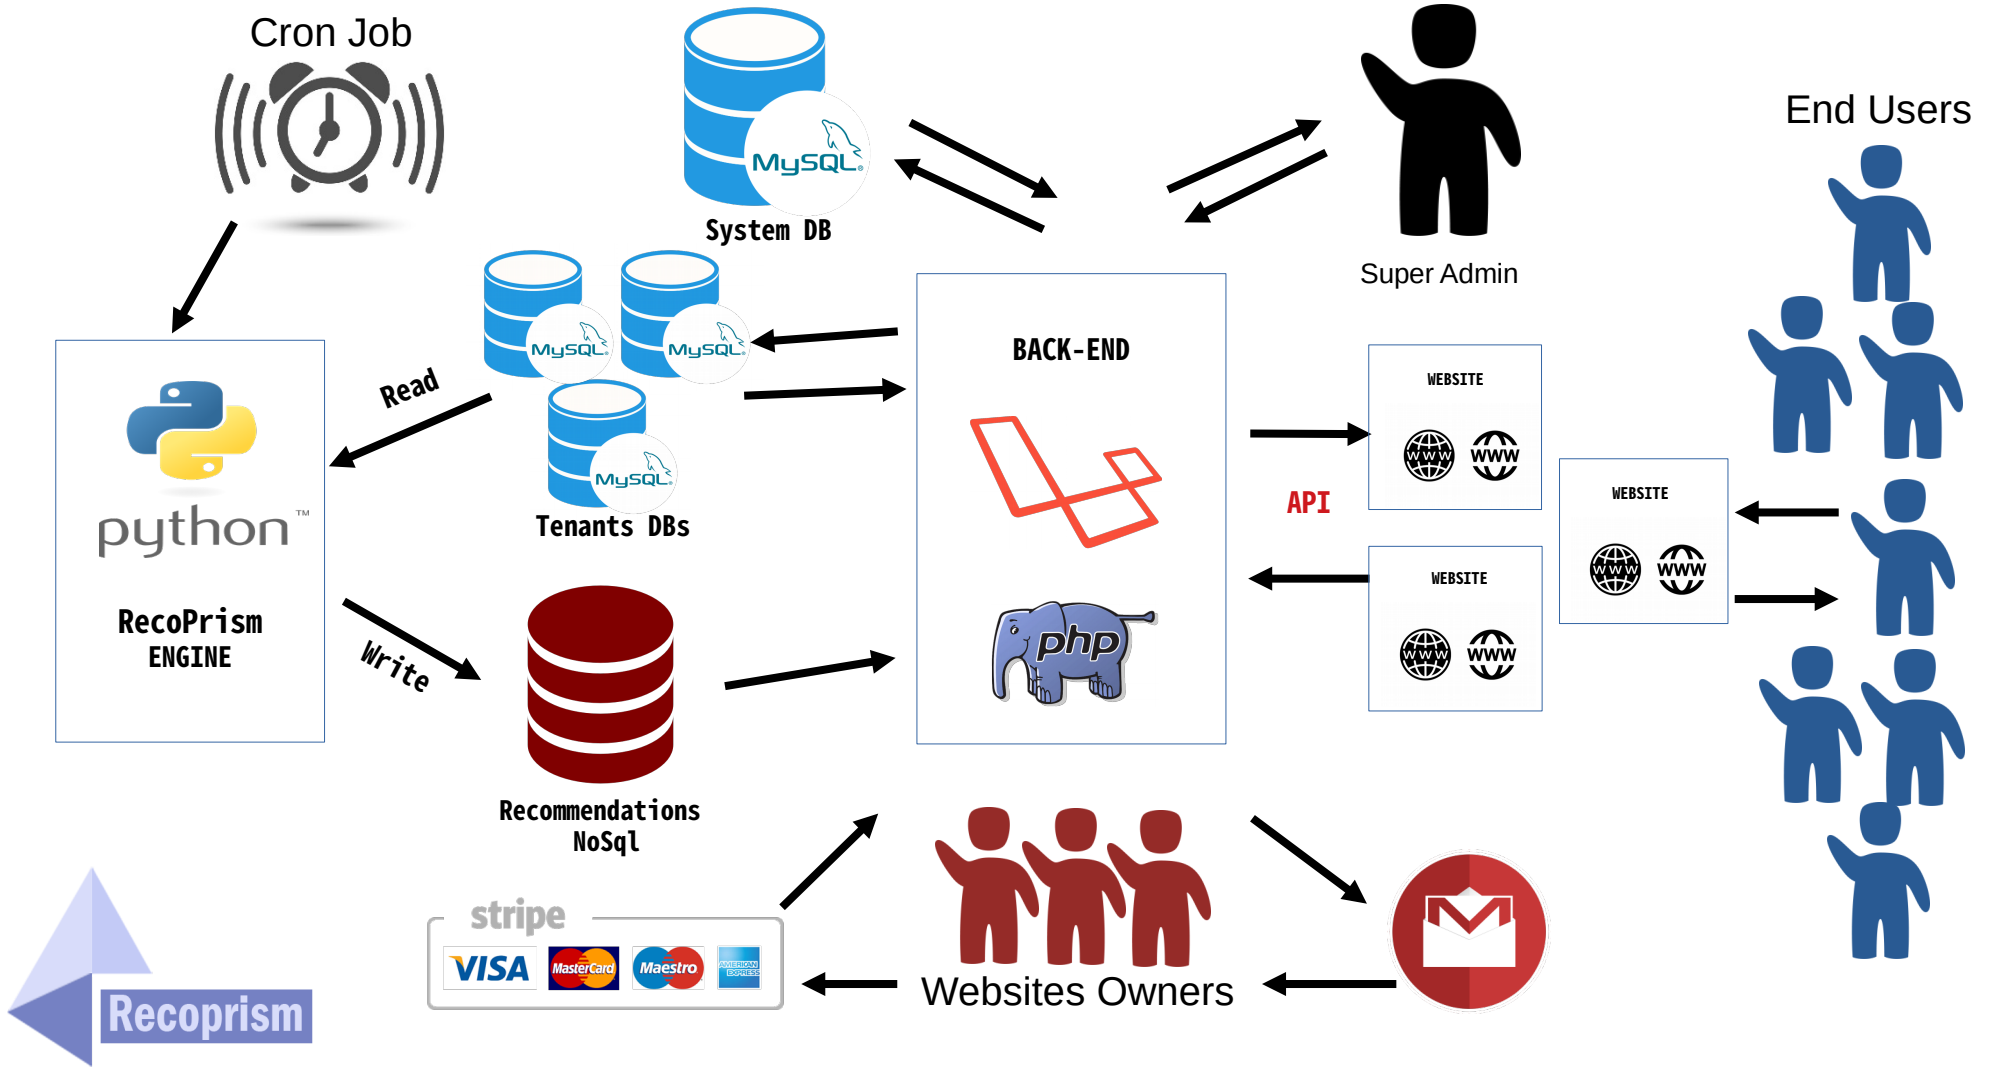 Cron Job
MySQL
System DB
Super Admin
End Users
MySQL
MySQL
MySQL
Tenants DBs
Read
python™
RecoPrism
ENGINE
Write
Recommendations
NoSql
BACK-END
php
API
WEBSITE
WWW
WWW
WEBSITE
WWW
WWW
WEBSITE
WWW
WWW
stripe
VISA
MasterCard
Maestro
AMERICAN
EXPRESS
Websites Owners
Recoprism